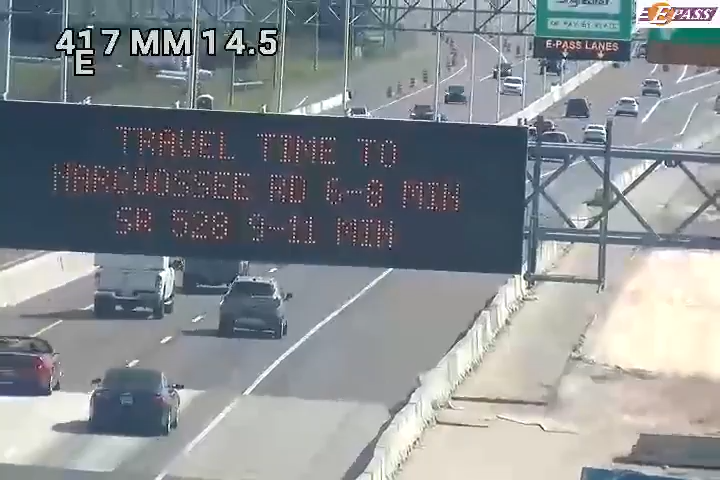 417 MM 14.5
E
E-PASS
E-PASS LANES
TRAVEL TIME TO
NARCOOSSEE RD 6-8 MIN
SR 528 9-11 MIN